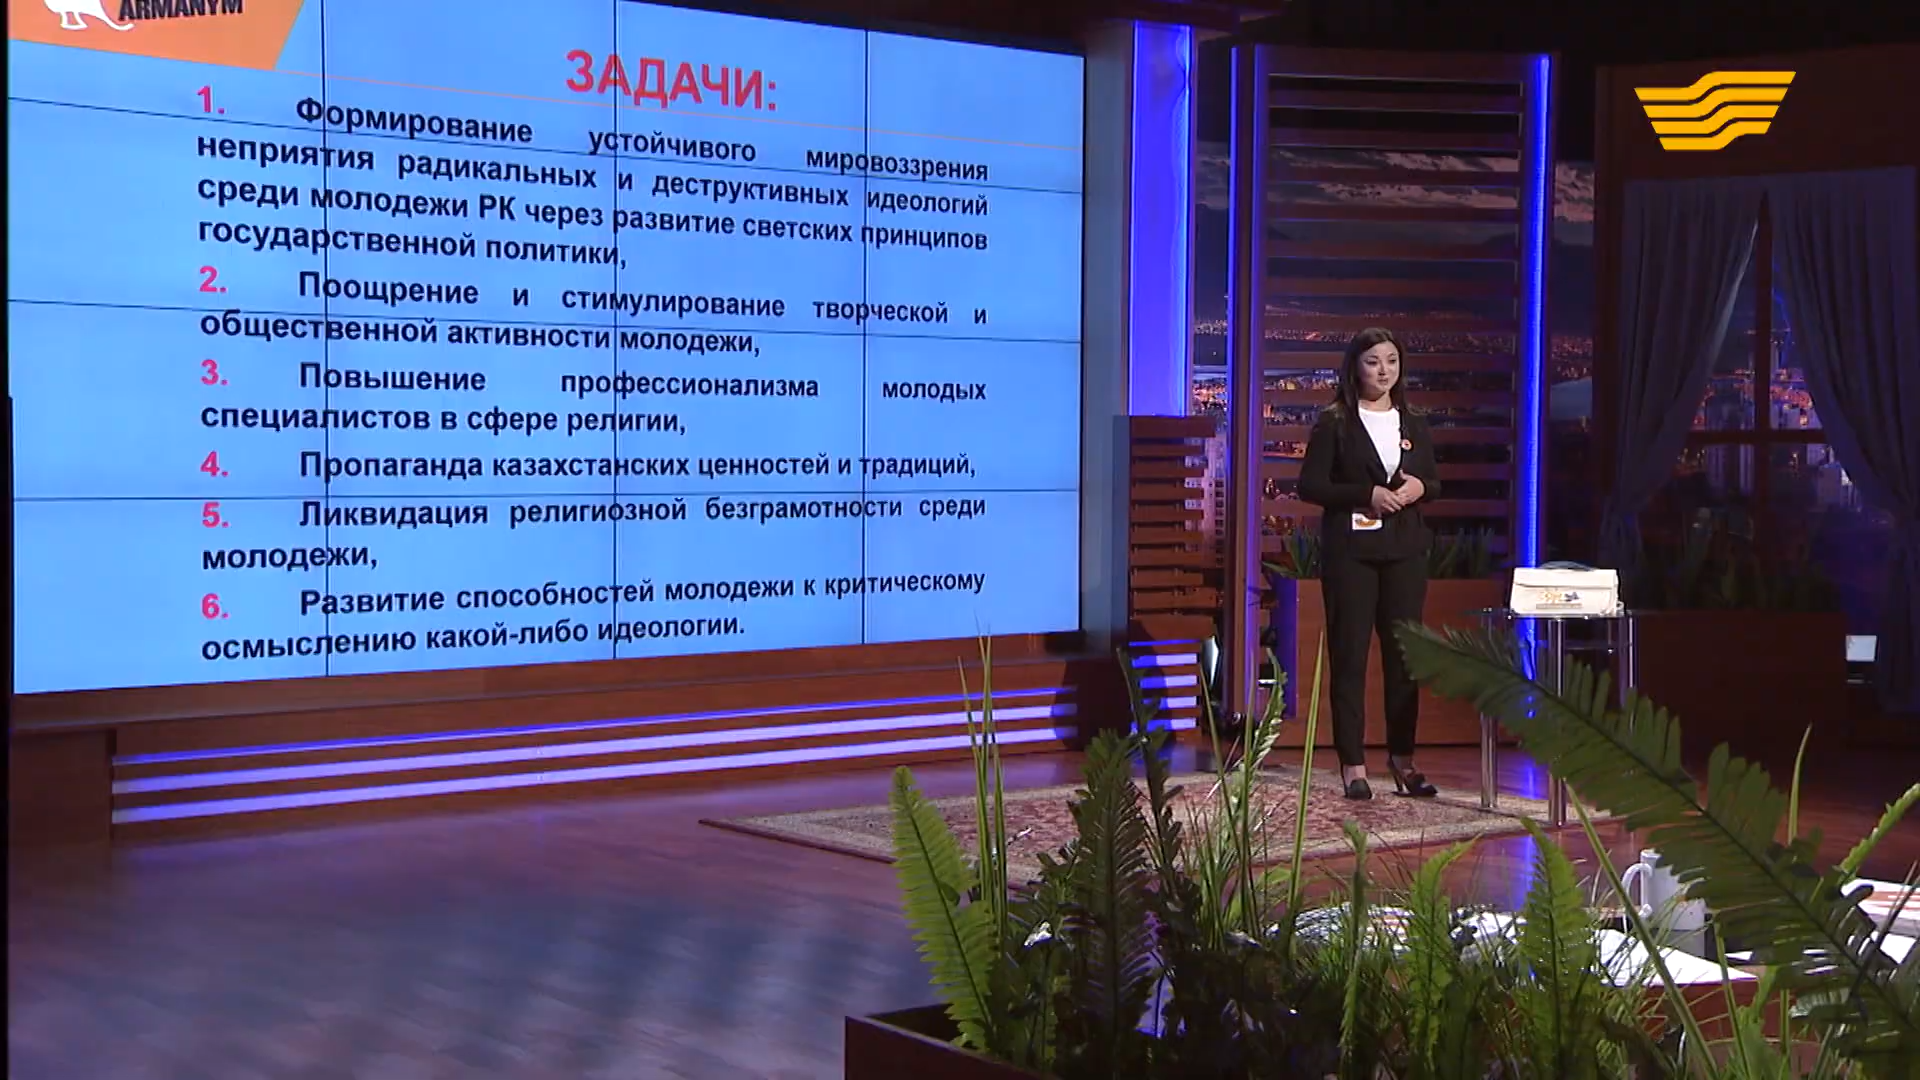 ARMANYM
ЗАДАЧИ:
1. Формирование устойчивого мировоззрения
неприятия радикальных и деструктивных идеологий
среди молодежи РК через развитие светских принципов
государственной политики,
2. Поощрение и стимулирование творческой и
общественной активности молодежи,
3. Повышение профессионализма молодых
специалистов в сфере религии,
4. Пропаганда казахстанских ценностей и традиций,
5. Ликвидация религиозной безграмотности среди
молодежи,
6. Развитие способностей молодежи к критическому
осмыслению какой-либо идеологии.